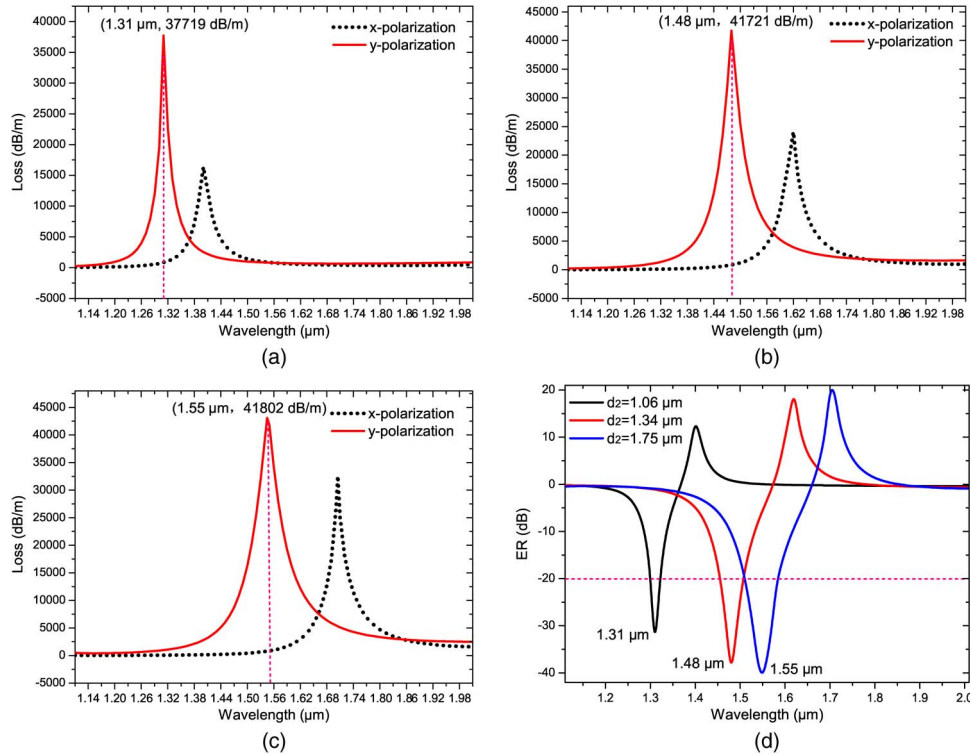 (1.31 µm, 37719 dB/m)
x-polarization
y-polarization
40000
35000
30000
25000
20000
15000
10000
5000
0
-5000
Loss (dB/m)
1.14 1.20 1.26 1.32 1.38 1.44 1.50 1.56 1.62 1.68 1.74 1.80 1.86 1.92 1.98
Wavelength (µm)
(a)
(1.48 µm, 41721 dB/m)
x-polarization
y-polarization
45000
40000
35000
30000
25000
20000
15000
10000
5000
0
-5000
Loss (dB/m)
1.14 1.20 1.26 1.32 1.38 1.44 1.50 1.56 1.62 1.68 1.74 1.80 1.86 1.92 1.98
Wavelength (µm)
(b)
(1.55 µm, 41802 dB/m)
x-polarization
y-polarization
45000
40000
35000
30000
25000
20000
15000
10000
5000
0
-5000
Loss (dB/m)
1.14 1.20 1.26 1.32 1.38 1.44 1.50 1.56 1.62 1.68 1.74 1.80 1.86 1.92 1.98
Wavelength (µm)
(c)
d2=1.06 µm
d2=1.34 µm
d2=1.75 µm
20
10
0
-10
-20
-30
-40
ER (dB)
1.31 µm
1.48 µm
1.55 µm
1.2 1.3 1.4 1.5 1.6 1.7 1.8 1.9 2.0
Wavelength (µm)
(d)